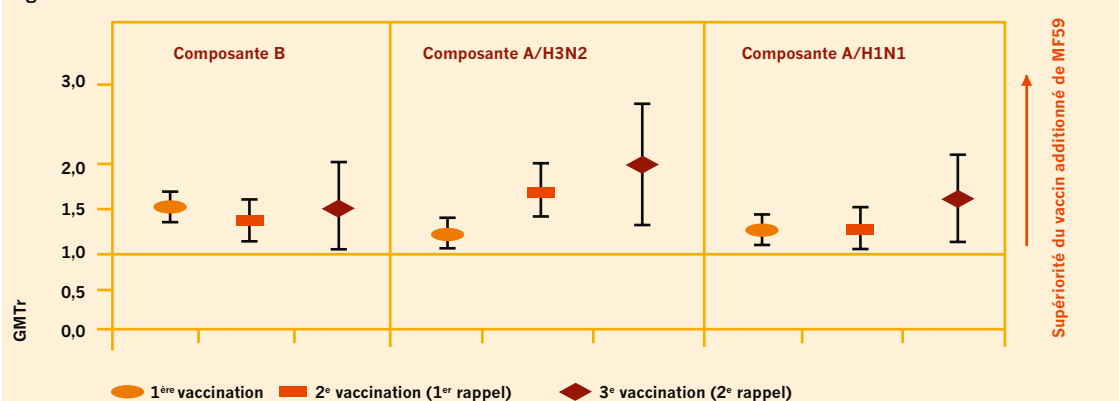 Composante B
Composante A/H3N2
Composante A/H1N1
3,0
2,0
1,5
1,0
0,5
0,0
GMTr
Supériorité du vaccin additionné de MF59
1ère vaccination
2e vaccination (1er rappel)
3e vaccination (2e rappel)